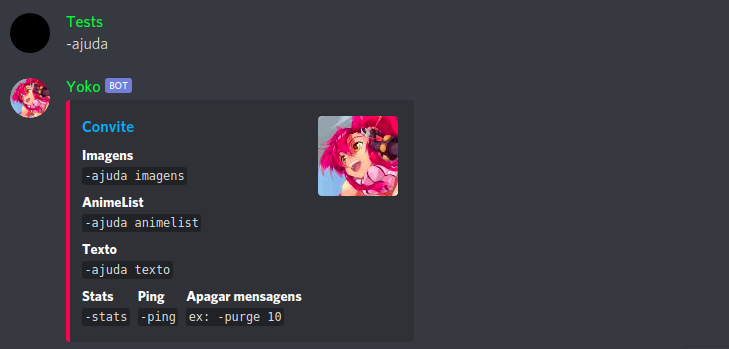 Tests
-ajuda
Yoko BOT
Convite
Imagens
-ajuda imagens
AnimeList
-ajuda animelist
Texto
-ajuda texto
Stats Ping Apagar mensagens
-stats -ping ex: -purge 10